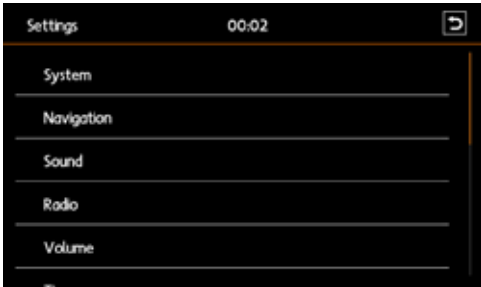 Settings 00:02
System
Navigation
Sound
Radio
Volume